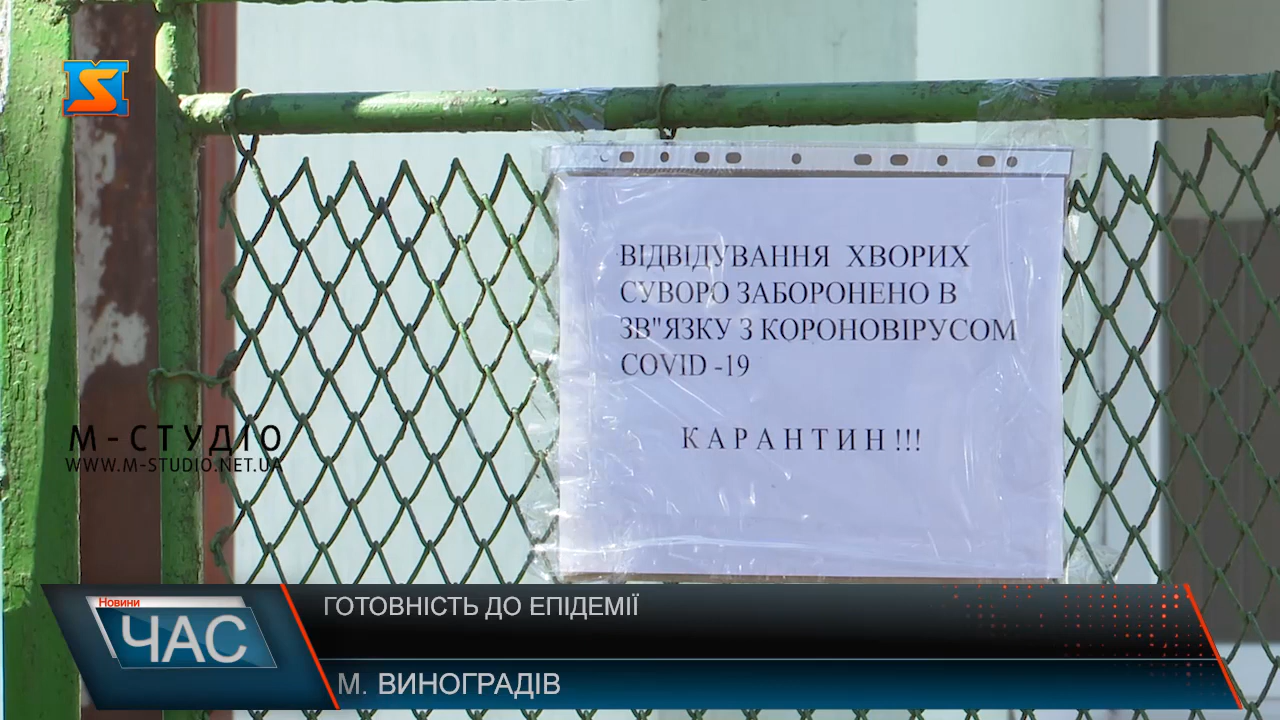 ВІДВІДУВАННЯ ХВОРИХ
СУВОРО ЗАБОРОНЕНО В
ЗВ"ЯЗКУ З КОРОНОВІРУСОМ
COVID -19
К А Р А Н Т И Н ! ! !
М-СТУДІО
WWW.M-STUDIO.NET.UA
Новини
ЧАС
ГОТОВНІСТЬ ДО ЕПІДЕМІЇ
М. ВИНОГРАДІВ